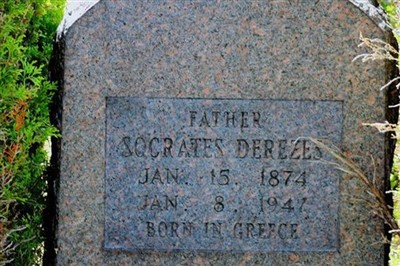 FATHER
SOCRATES DEREZES
JAN. 15. 1874
JAN. 8. 1947
BORN IN GREECE